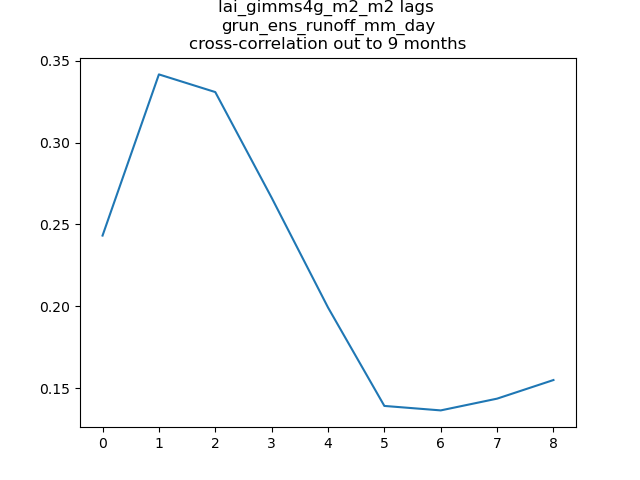 lai_gimms4g_m2_m2 lags
grun_ens_runoff_mm_day
cross-correlation out to 9 months
0.35
0.30
0.25
0.20
0.15
0 1 2 3 4 5 6 7 8